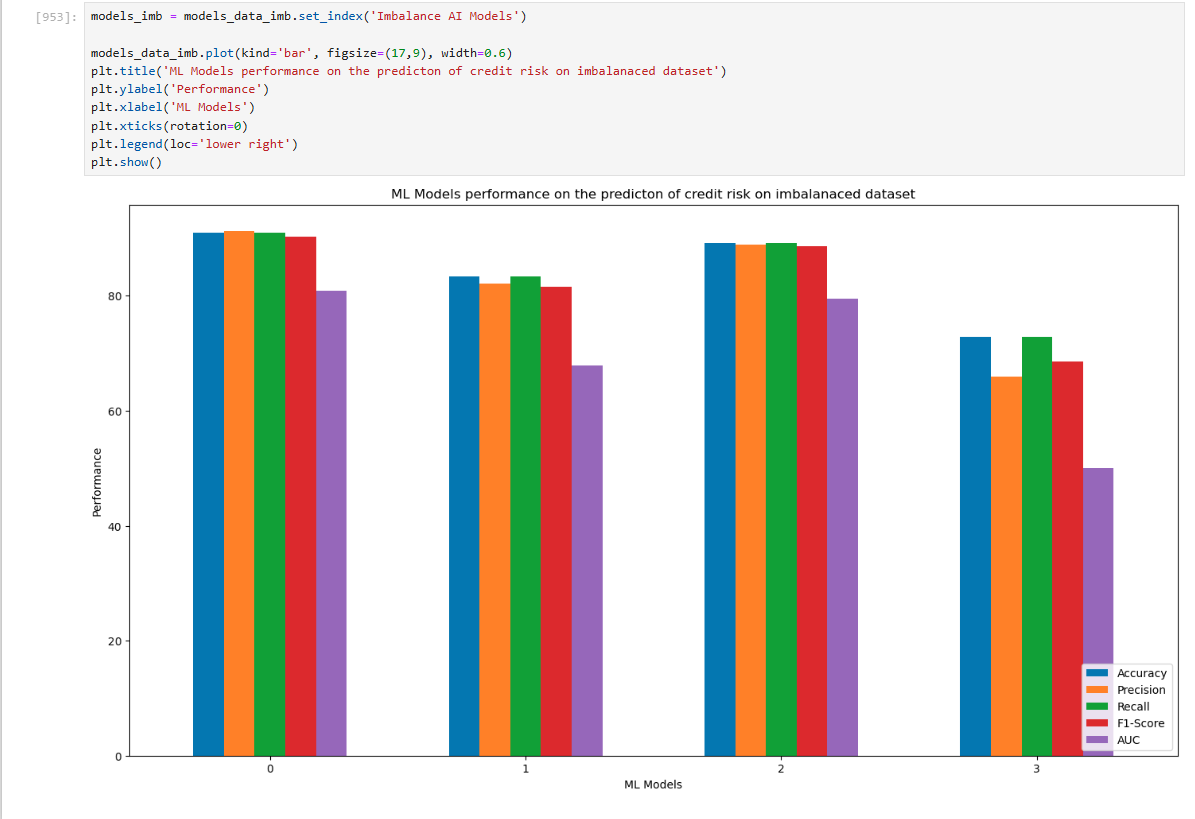 [953]:
models_imb = models_data_imb.set_index('Imbalance AI Models')
models_data_imb.plot(kind='bar', figsize=(17,9), width=0.6)
plt.title('ML Models performance on the predicton of credit risk on imbalanaced dataset')
plt.ylabel('Performance')
plt.xlabel('ML Models')
plt.xticks(rotation=0)
plt.legend(loc='lower right')
plt.show()
ML Models performance on the predicton of credit risk on imbalanaced dataset
80
60
40
20
0
Performance
0 1 2 3
ML Models
Accuracy
Precision
Recall
F1-Score
AUC